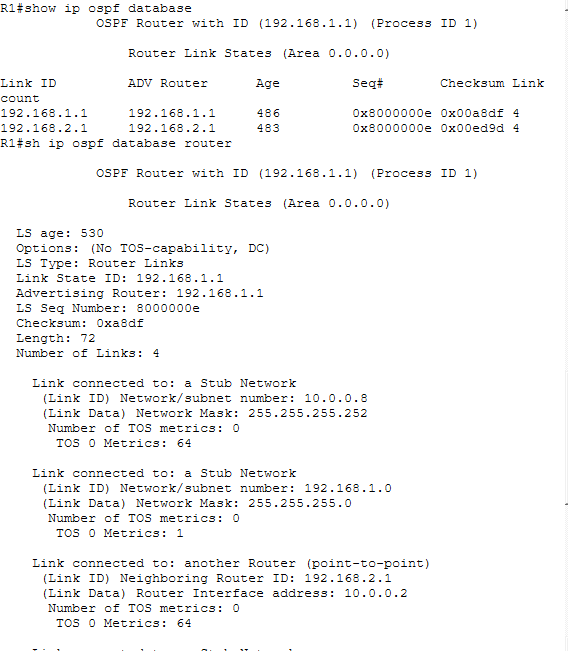 R1#show ip ospf database
OSPF Router with ID (192.168.1.1) (Process ID 1)
Router Link States (Area 0.0.0.0)
Link ID ADV Router Age Seq# Checksum Link
count
192.168.1.1 192.168.1.1 486 0x8000000e 0x00a8df 4
192.168.2.1 192.168.2.1 483 0x8000000e 0x00ed9d 4
R1#sh ip ospf database router
OSPF Router with ID (192.168.1.1) (Process ID 1)
Router Link States (Area 0.0.0.0)
LS age: 530
Options: (No TOS-capability, DC)
LS Type: Router Links
Link State ID: 192.168.1.1
Advertising Router: 192.168.1.1
LS Seq Number: 8000000e
Checksum: 0xa8df
Length: 72
Number of Links: 4
Link connected to: a Stub Network
(Link ID) Network/subnet number: 10.0.0.8
(Link Data) Network Mask: 255.255.255.252
Number of TOS metrics: 0
TOS 0 Metrics: 64
Link connected to: a Stub Network
(Link ID) Network/subnet number: 192.168.1.0
(Link Data) Network Mask: 255.255.255.0
Number of TOS metrics: 0
TOS 0 Metrics: 1
Link connected to: another Router (point-to-point)
(Link ID) Neighboring Router ID: 192.168.2.1
(Link Data) Router Interface address: 10.0.0.2
Number of TOS metrics: 0
TOS 0 Metrics: 64